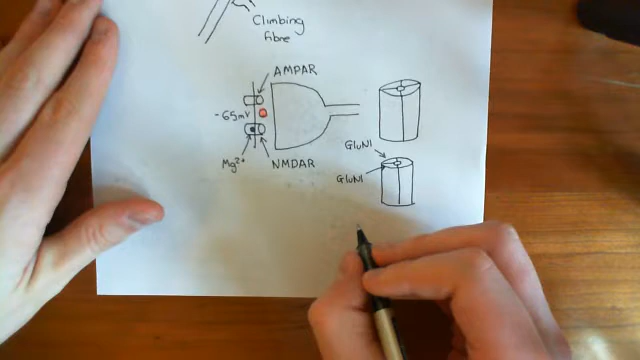 Climbing
fibre
AMPAR
-65mV
Mg2+
NMDAR
GluN1
GluN1